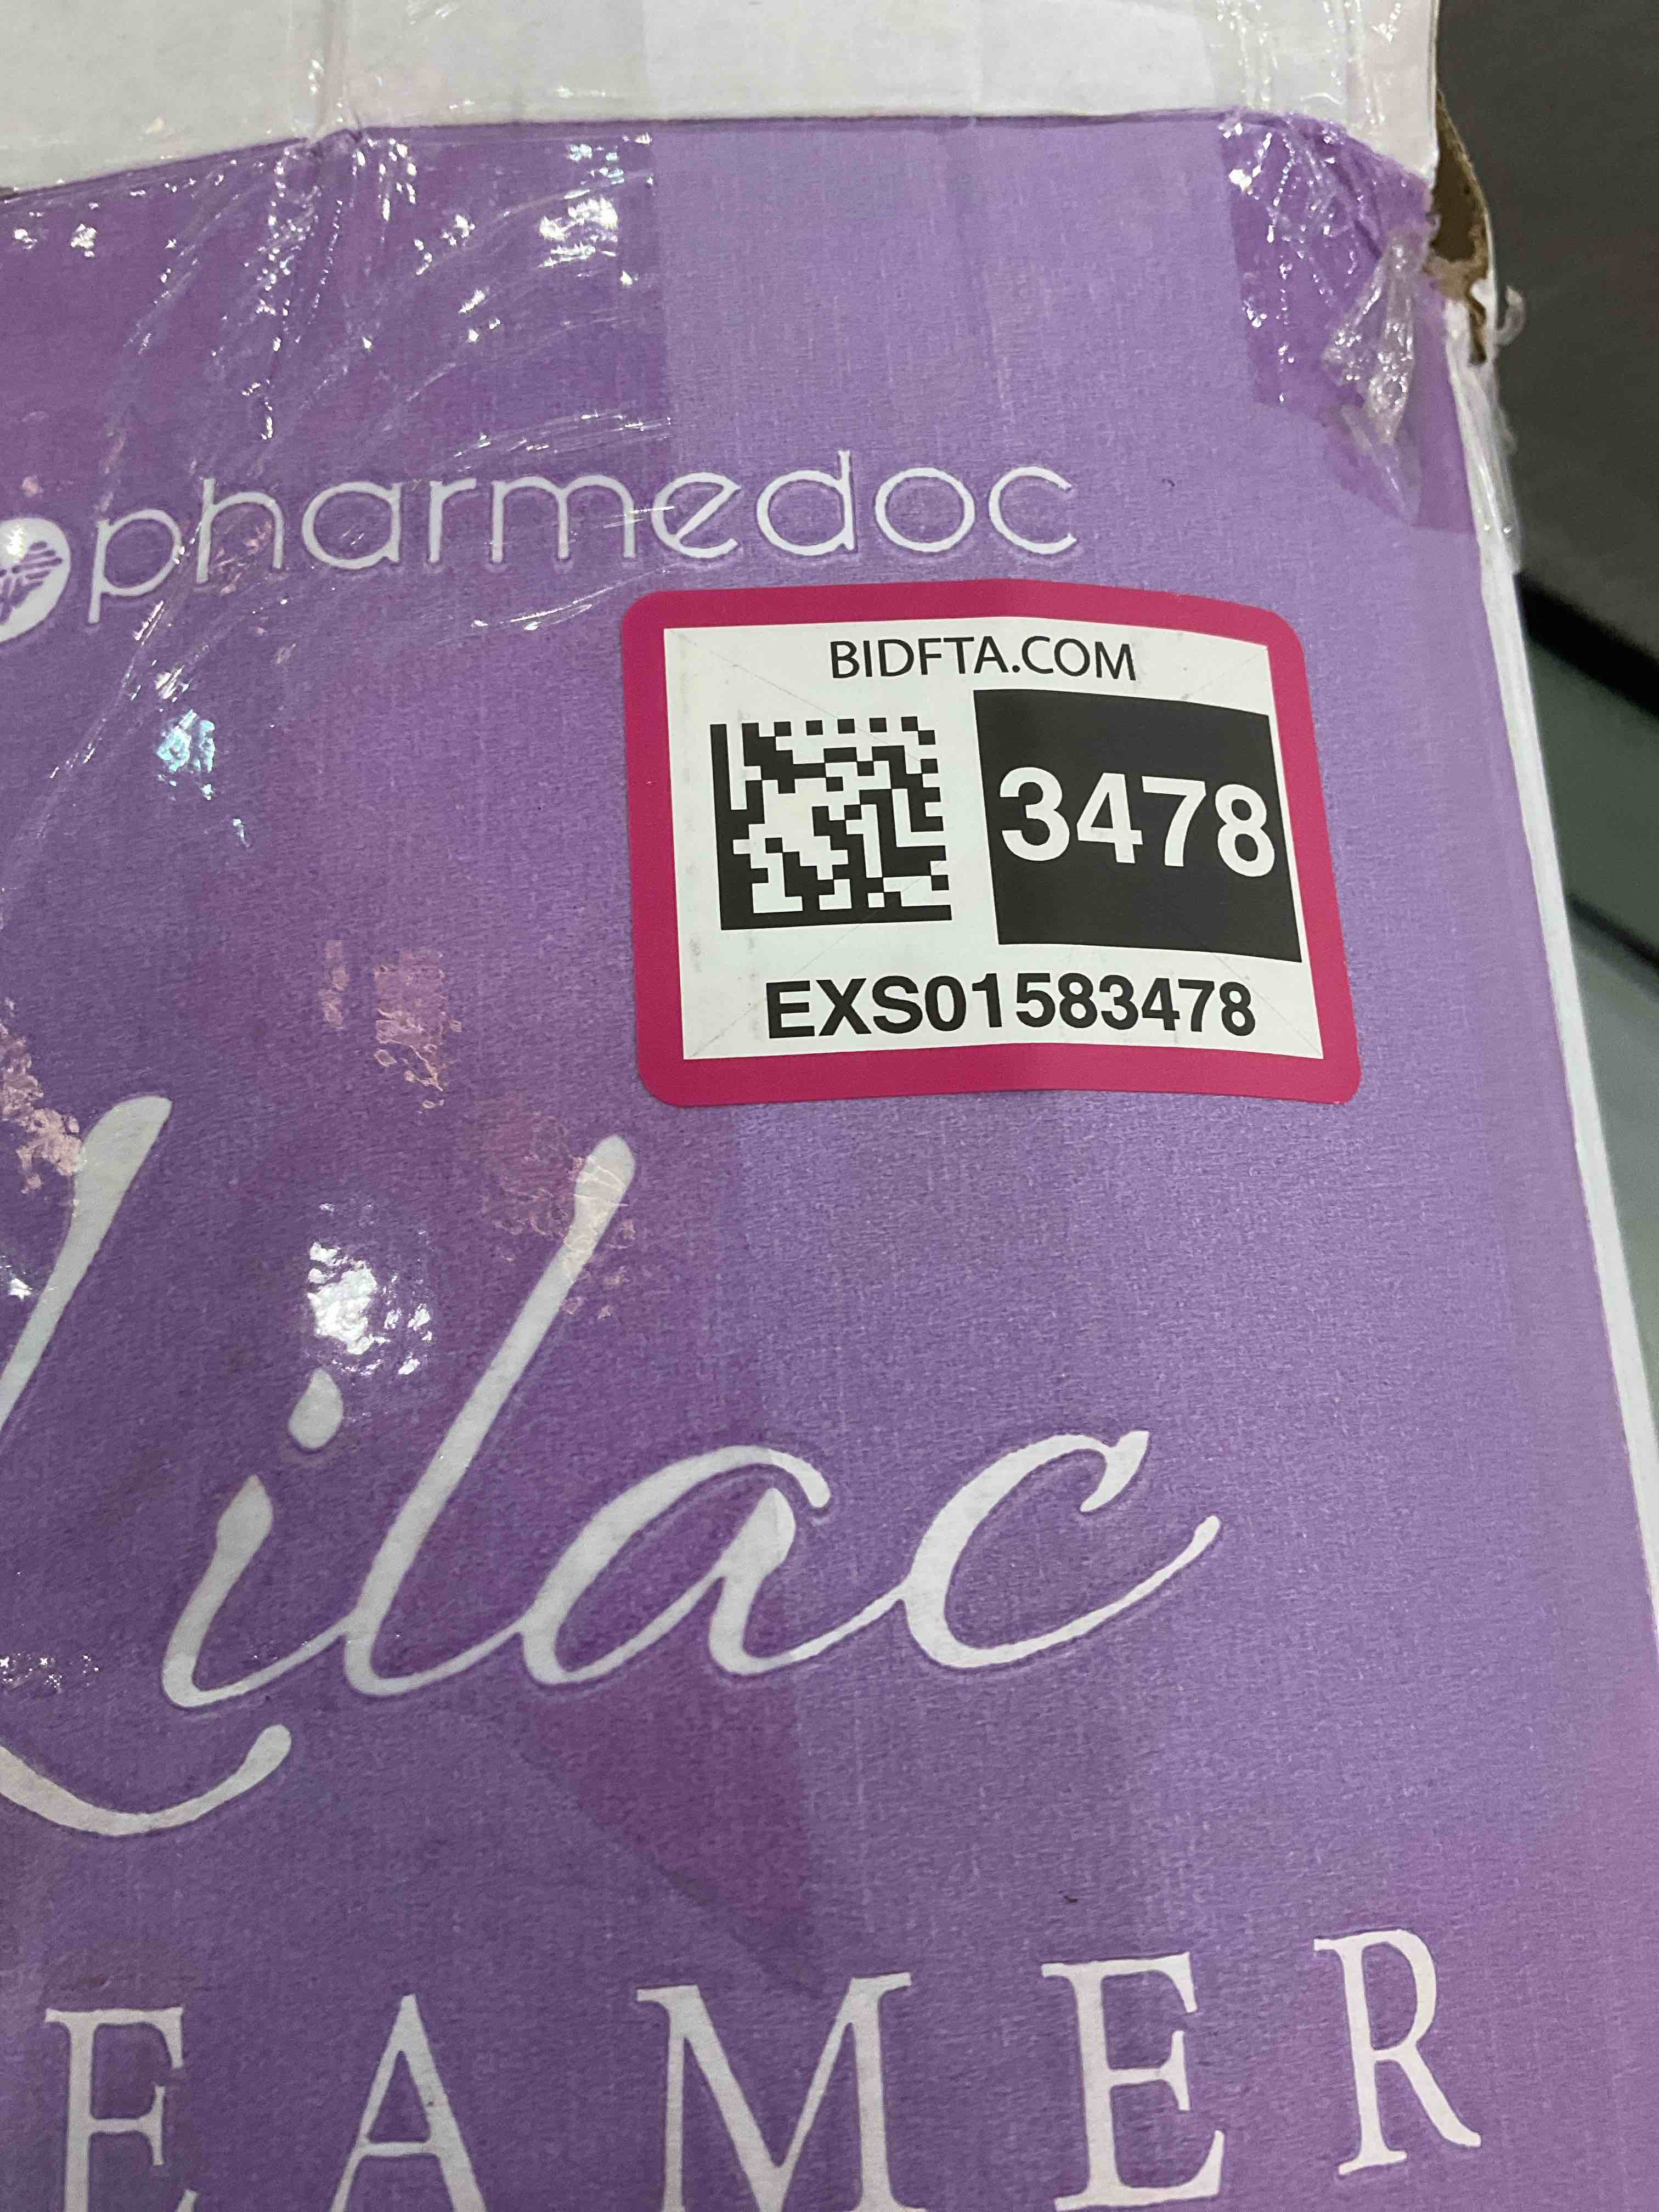 pharmedoc
BIDFTA.COM
3478
EXS01583478
Lilac
EAMER